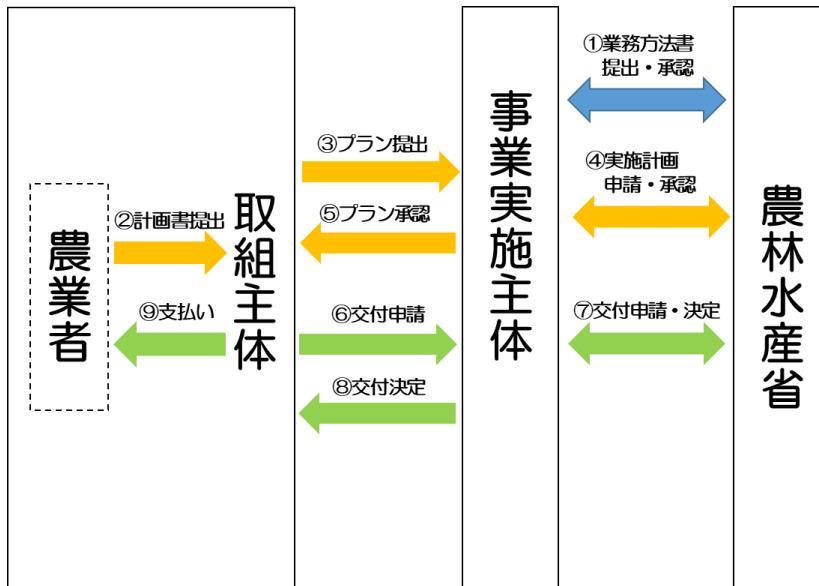 農業者
②計画書提出
⑨支払い
取組主体
③プラン提出
⑤プラン承認
⑥交付申請
⑧交付決定
事業実施主体
①業務方法書
提出・承認
④実施計画
申請・承認
⑦交付申請・決定
農林水産省